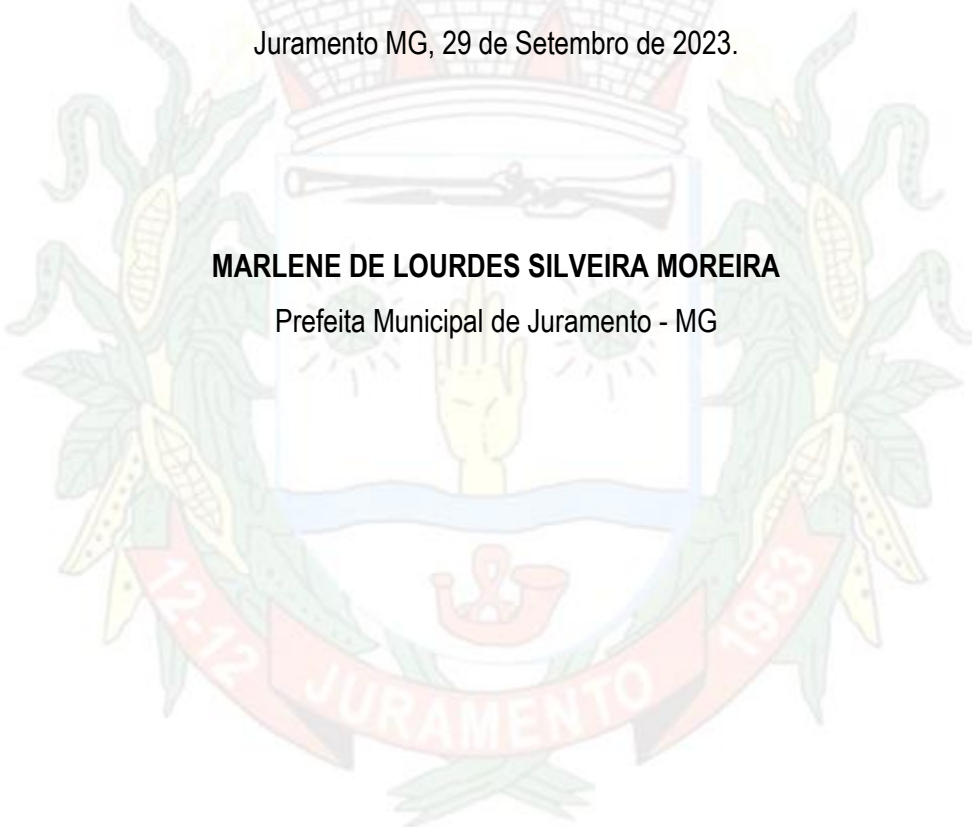 Juramento MG, 29 de Setembro de 2023.
MARLENE DE LOURDES SILVEIRA MOREIRA
Prefeita Municipal de Juramento - MG
12-12 JURAMENTO 1953